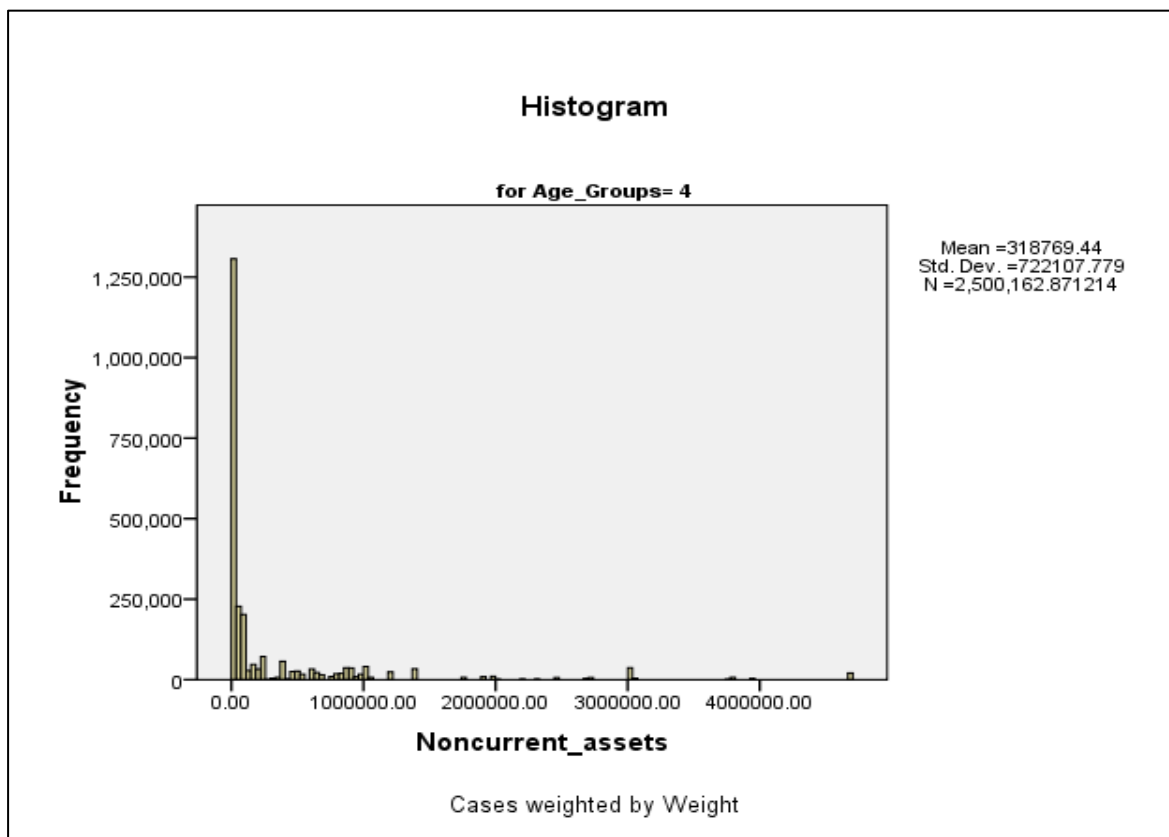 Histogram
for Age_Groups= 4
Mean =318769.44
Std. Dev. =722107.779
N =2,500,162.871214
Frequency
1,250,000
1,000,000
750,000
500,000
250,000
0
0.00 1000000.00 2000000.00 3000000.00 4000000.00
Noncurrent_assets
Cases weighted by Weight